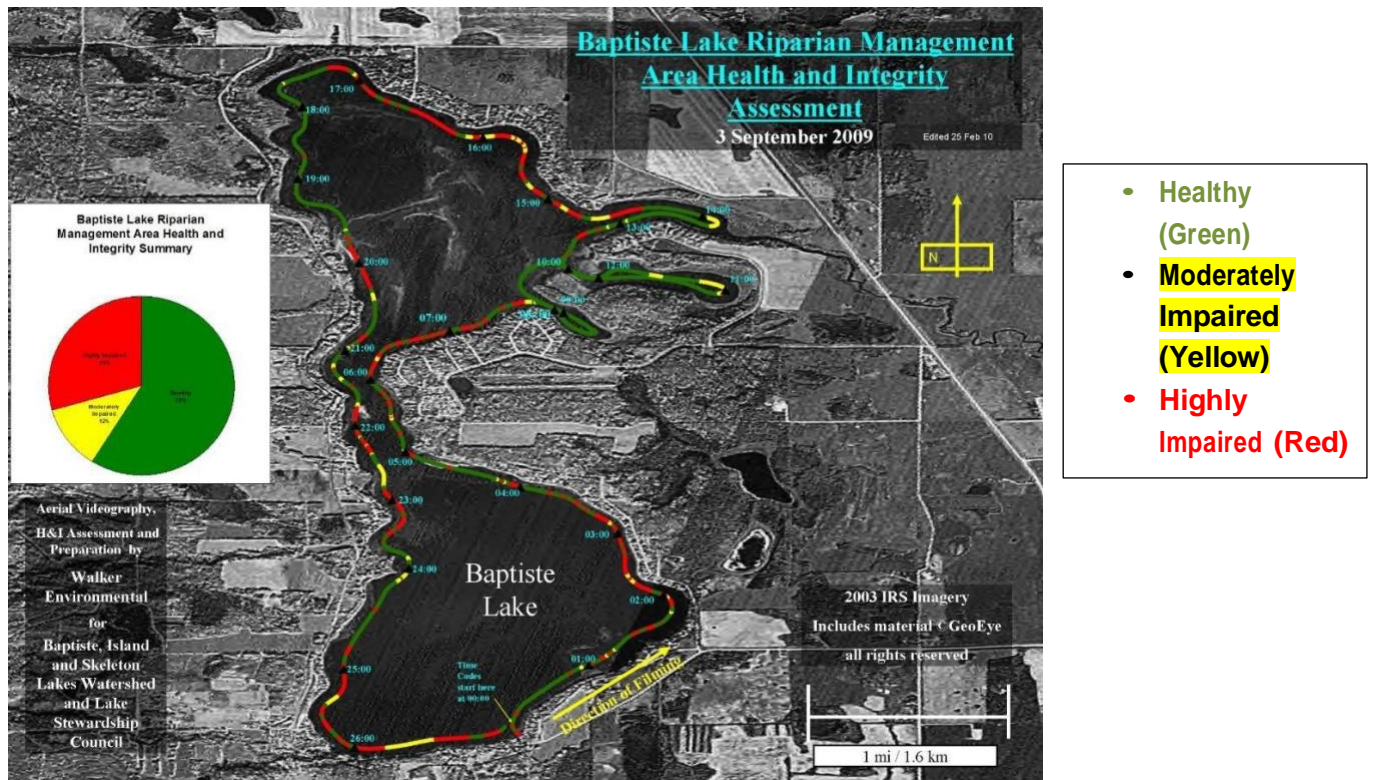 Baptiste Lake Riparian Management
Area Health and Integrity
Assessment
3 September 2009
Edited 25 Feb 10
17:00
18:00
16:00
19:00
15:00
14:00
13:00
N
Baptiste Lake Riparian
Management Area Health and
Integrity Summary
Highly Impaired
Healthy
Moderately
Impaired
12%
20:00
10:00
12:00
11:00
09:00
07:00
21:00
06:00
22:00
05:00
04:00
23:00
03:00
24:00
Baptiste
Lake
02:00
01:00
25:00
26:00
Time
Codes
start here
at 00:00
Direction of Filming
Aerial Videography,
H&I Assessment and
Preparation by
Walker
Environmental
for
Baptiste, Island
and Skeleton
Lakes Watershed
and Lake
Stewardship
Council
2003 IRS Imagery
Includes material © GeoEye
all rights reserved
1 mi / 1.6 km
• Healthy
(Green)
• Moderately
Impaired
(Yellow)
• Highly
Impaired (Red)